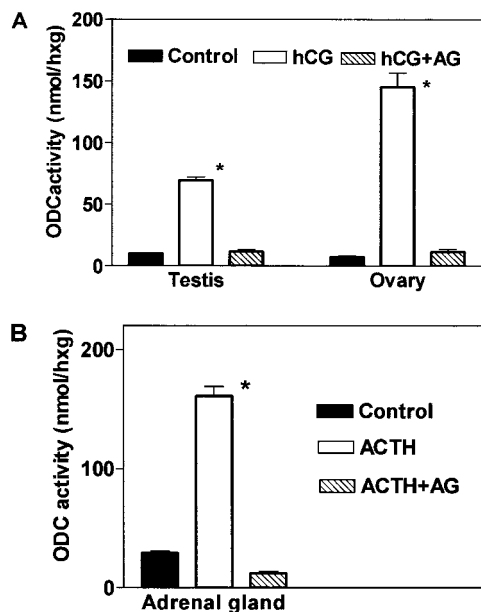 A
ODCactivity (nmol/hxg)
200
150
100
50
0
Control
hCG
hCG+AG
*
*
Testis
Ovary
B
ODC activity (nmol/hxg)
200
100
0
*
Control
ACTH
ACTH+AG
Adrenal gland